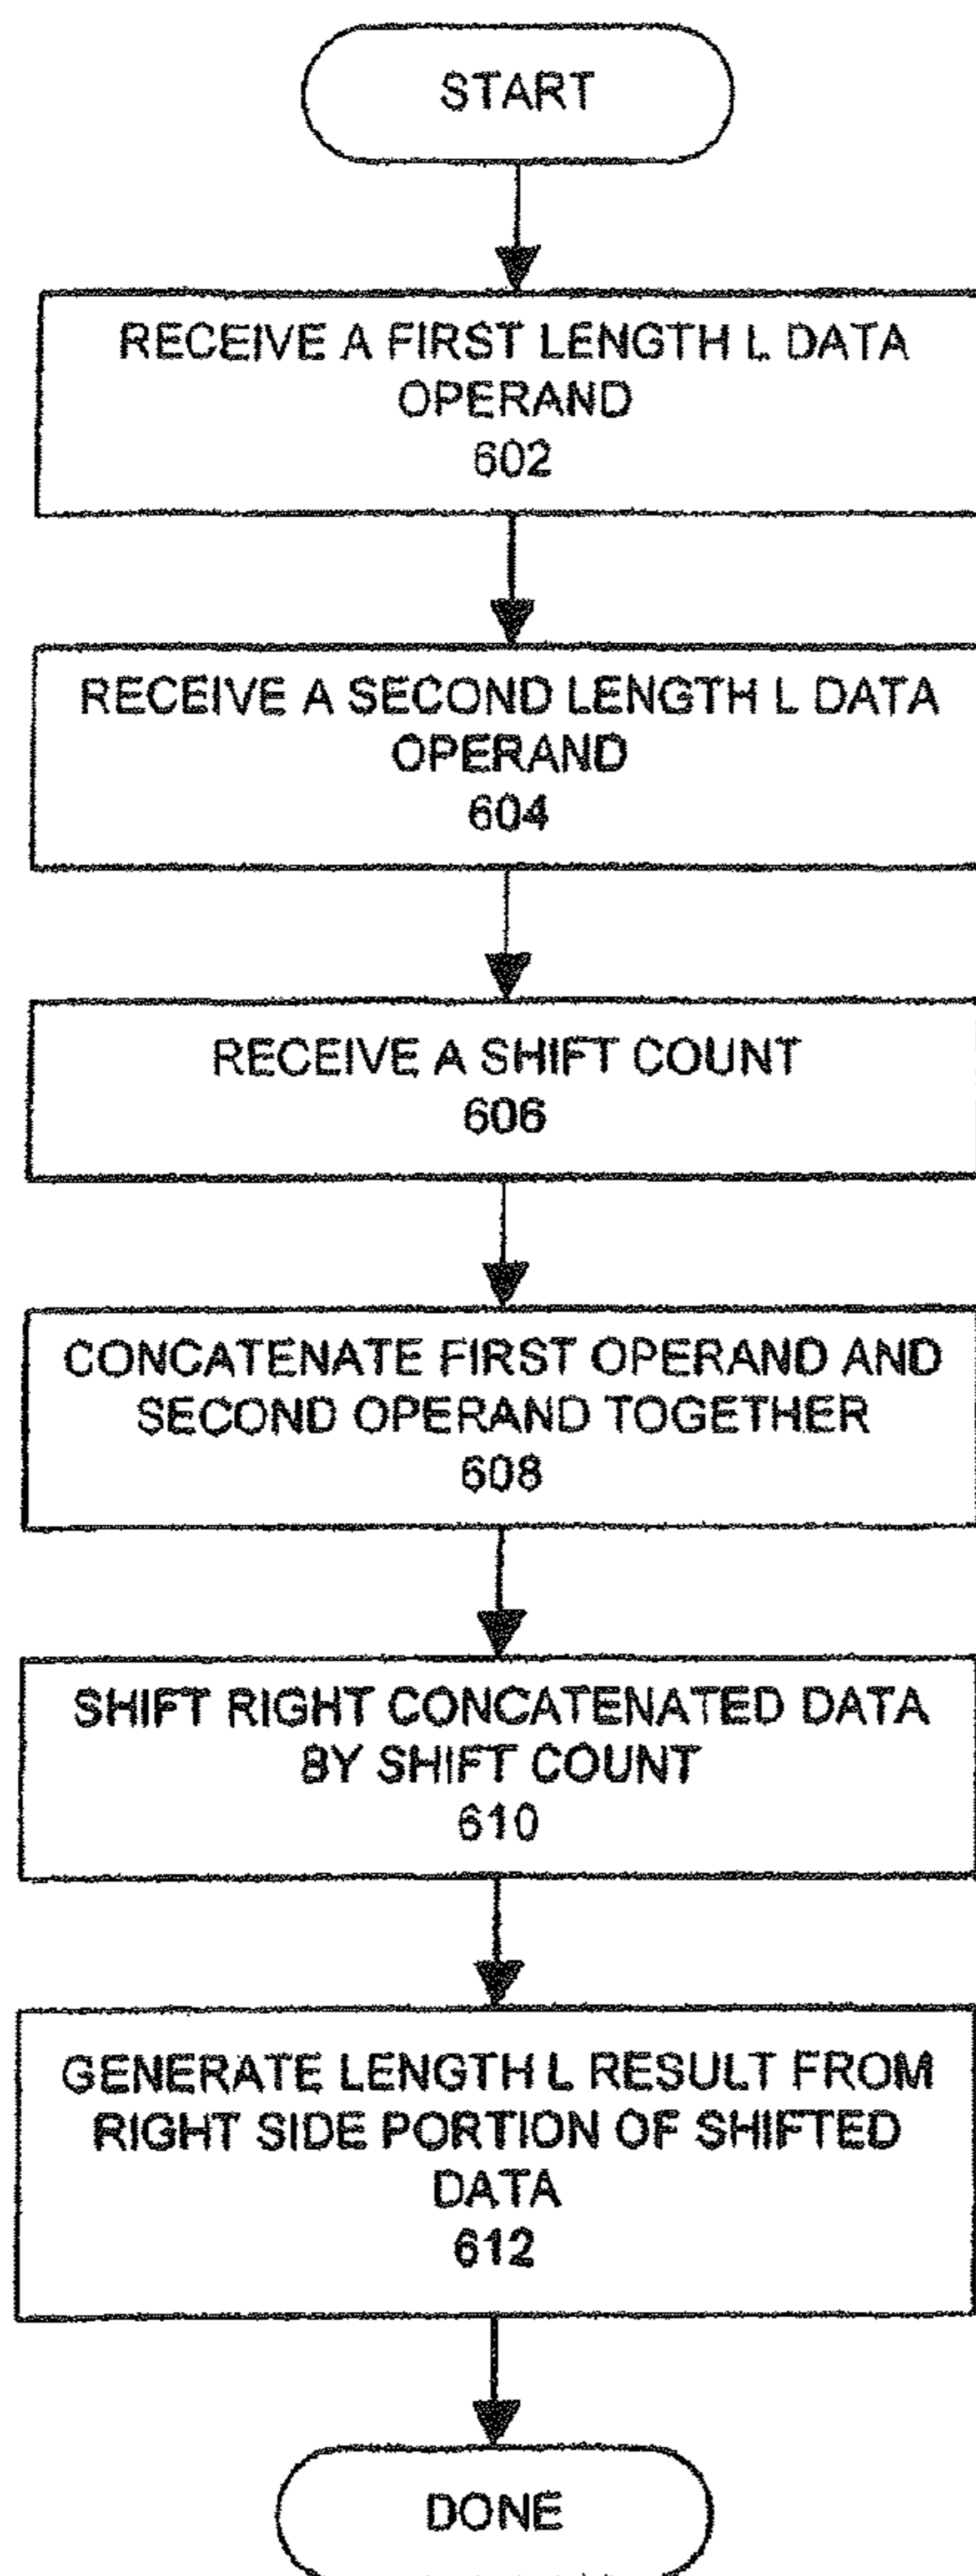 START
RECEIVE A FIRST LENGTH L DATA
OPERAND
602
RECEIVE A SECOND LENGTH L DATA
OPERAND
604
RECEIVE A SHIFT COUNT
606
CONCATENATE FIRST OPERAND AND
SECOND OPERAND TOGETHER
608
SHIFT RIGHT CONCATENATED DATA
BY SHIFT COUNT
610
GENERATE LENGTH L RESULT FROM
RIGHT SIDE PORTION OF SHIFTED
DATA
612
DONE